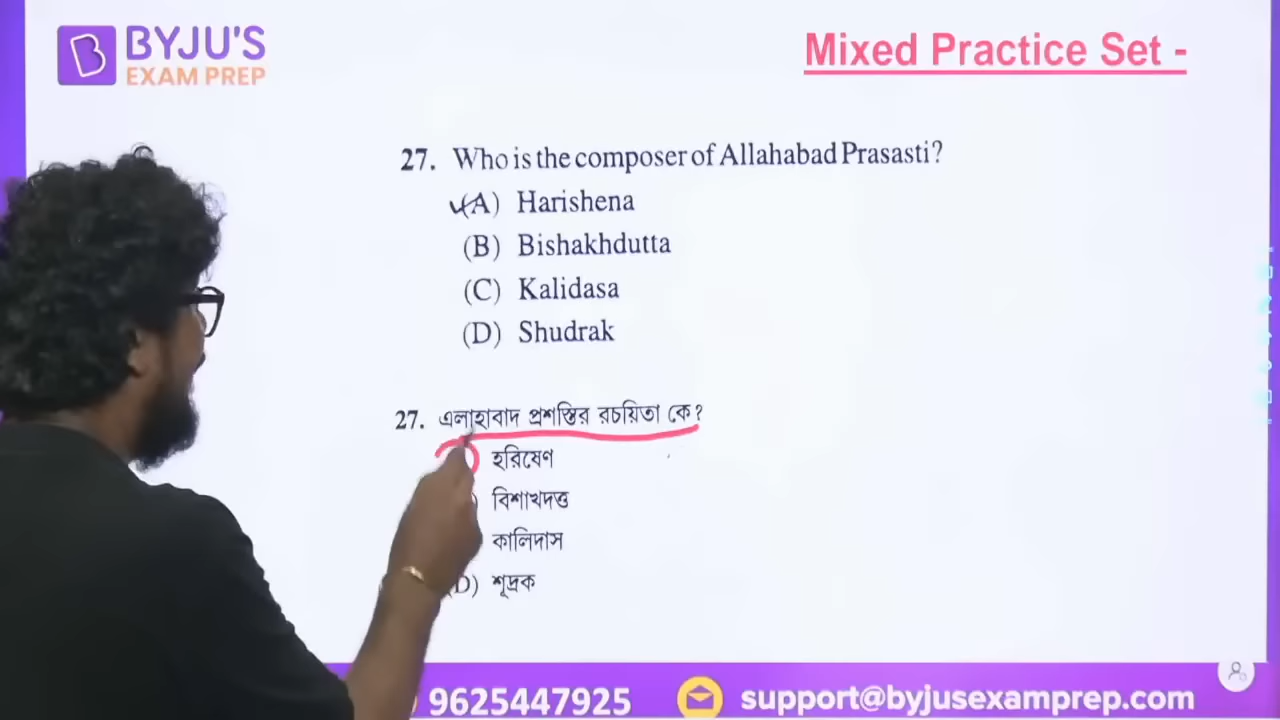 BYJU'S
EXAM PREP
Mixed Practice Set -
27. Who is the composer of Allahabad Prasasti?
(A) Harishena
(B) Bishakhdutta
(C) Kalidasa
(D) Shudrak
27. এলাহাবাদ প্রশস্তির রচয়িতা কে?
হরিষেণ
বিশাখদত্ত
কালিদাস
(D) শূদ্রক
9625447925
support@byjusexamprep.com